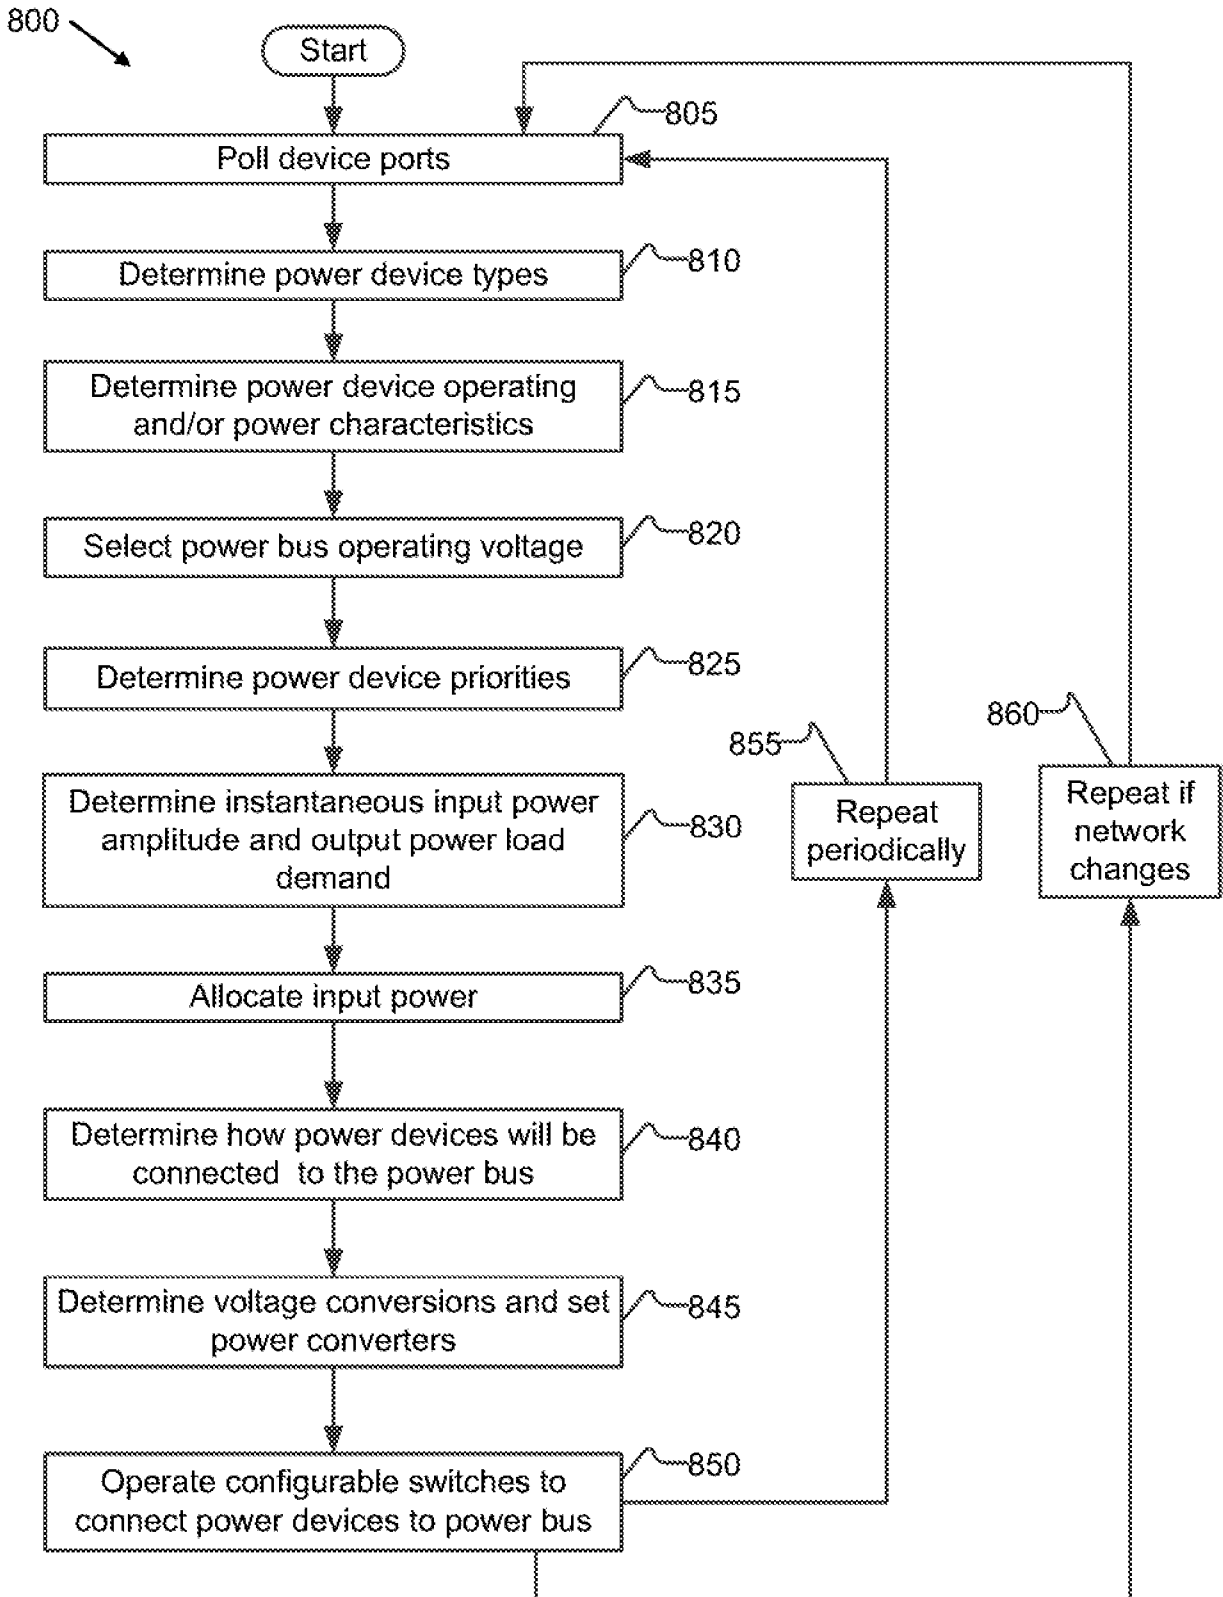 800
Start
805
Poll device ports
810
Determine power device types
815
Determine power device operating
and/or power characteristics
820
Select power bus operating voltage
825
Determine power device priorities
830
Determine instantaneous input power
amplitude and output power load
demand
855
Repeat
periodically
860
Repeat if
network
changes
835
Allocate input power
840
Determine how power devices will be
connected to the power bus
845
Determine voltage conversions and set
power converters
850
Operate configurable switches to
connect power devices to power bus